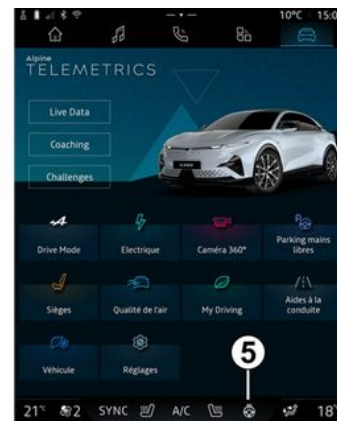 10°C 15:0
Alpine
TELEMETRICS
Live Data
Coaching
Challenges
Drive Mode
Electrique
Caméra 360°
Parking mains
libres
Sièges
Qualité de l'air
My Driving
Aides à la
conduite
Véhicule
Réglages
5
21° 2 SYNC A/C 18°